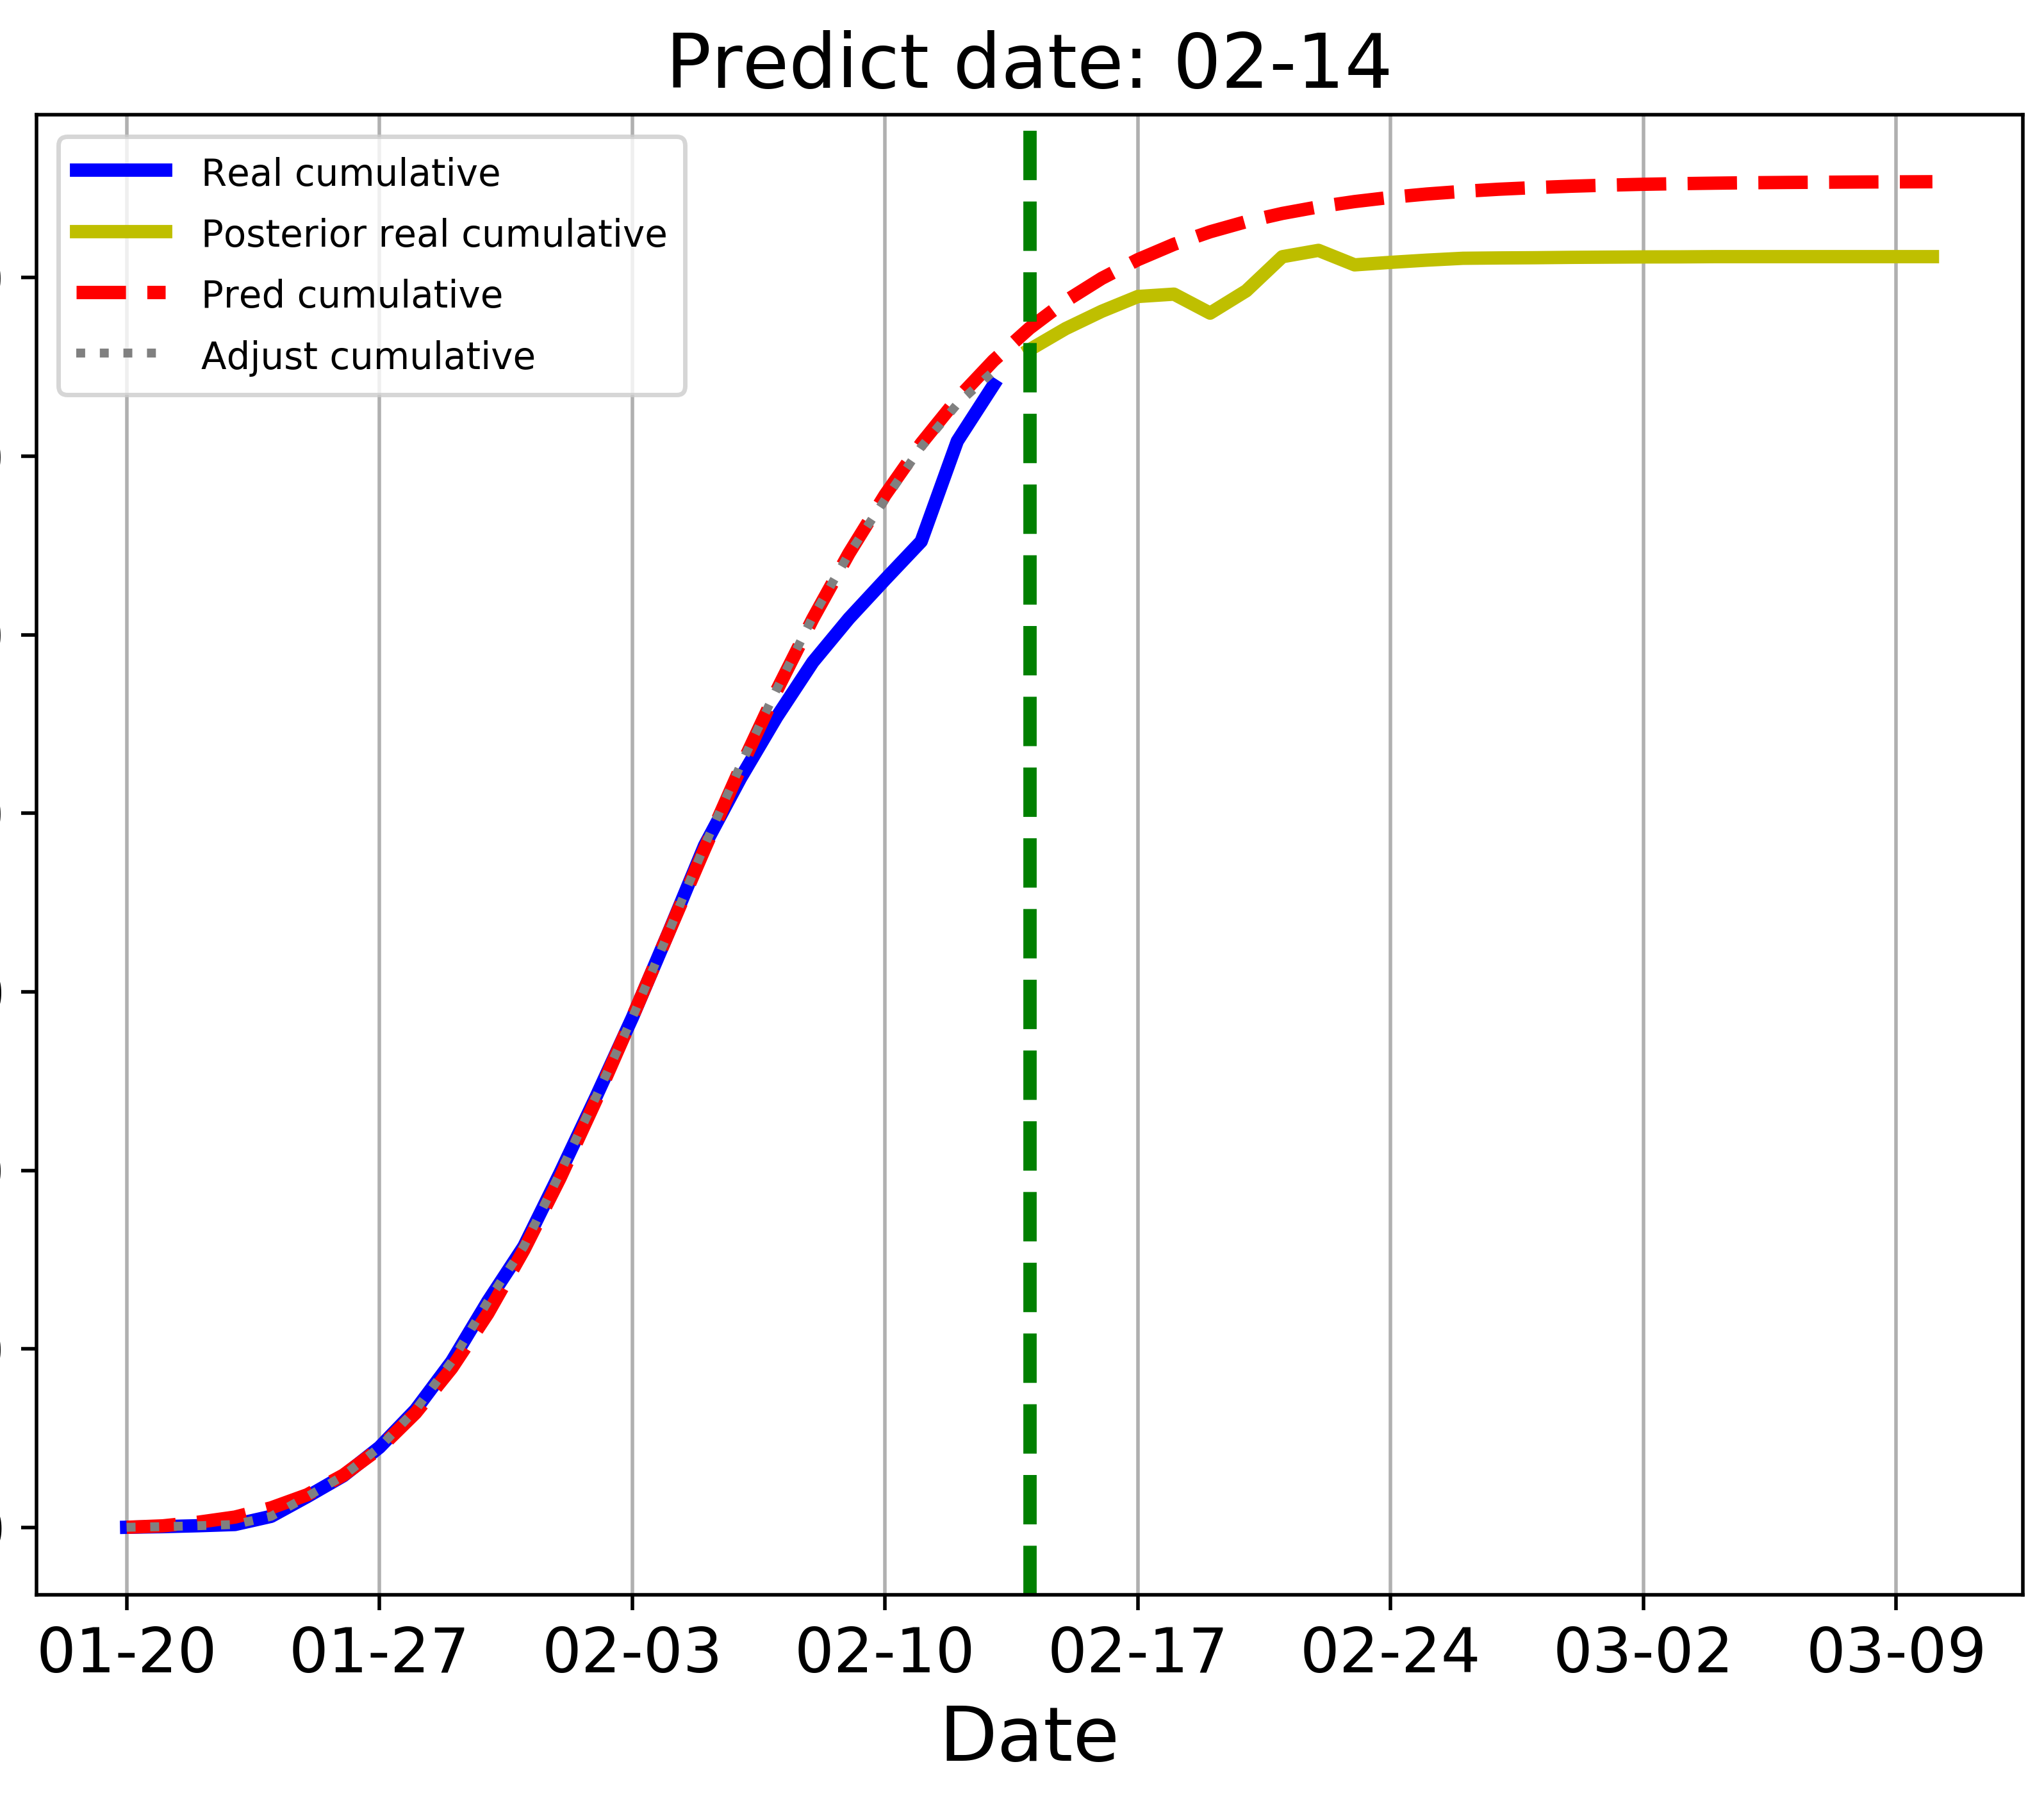 Predict date: 02-14
Real cumulative
Posterior real cumulative
Pred cumulative
Adjust cumulative
01-20 01-27 02-03 02-10 02-17 02-24 03-02 03-09
Date